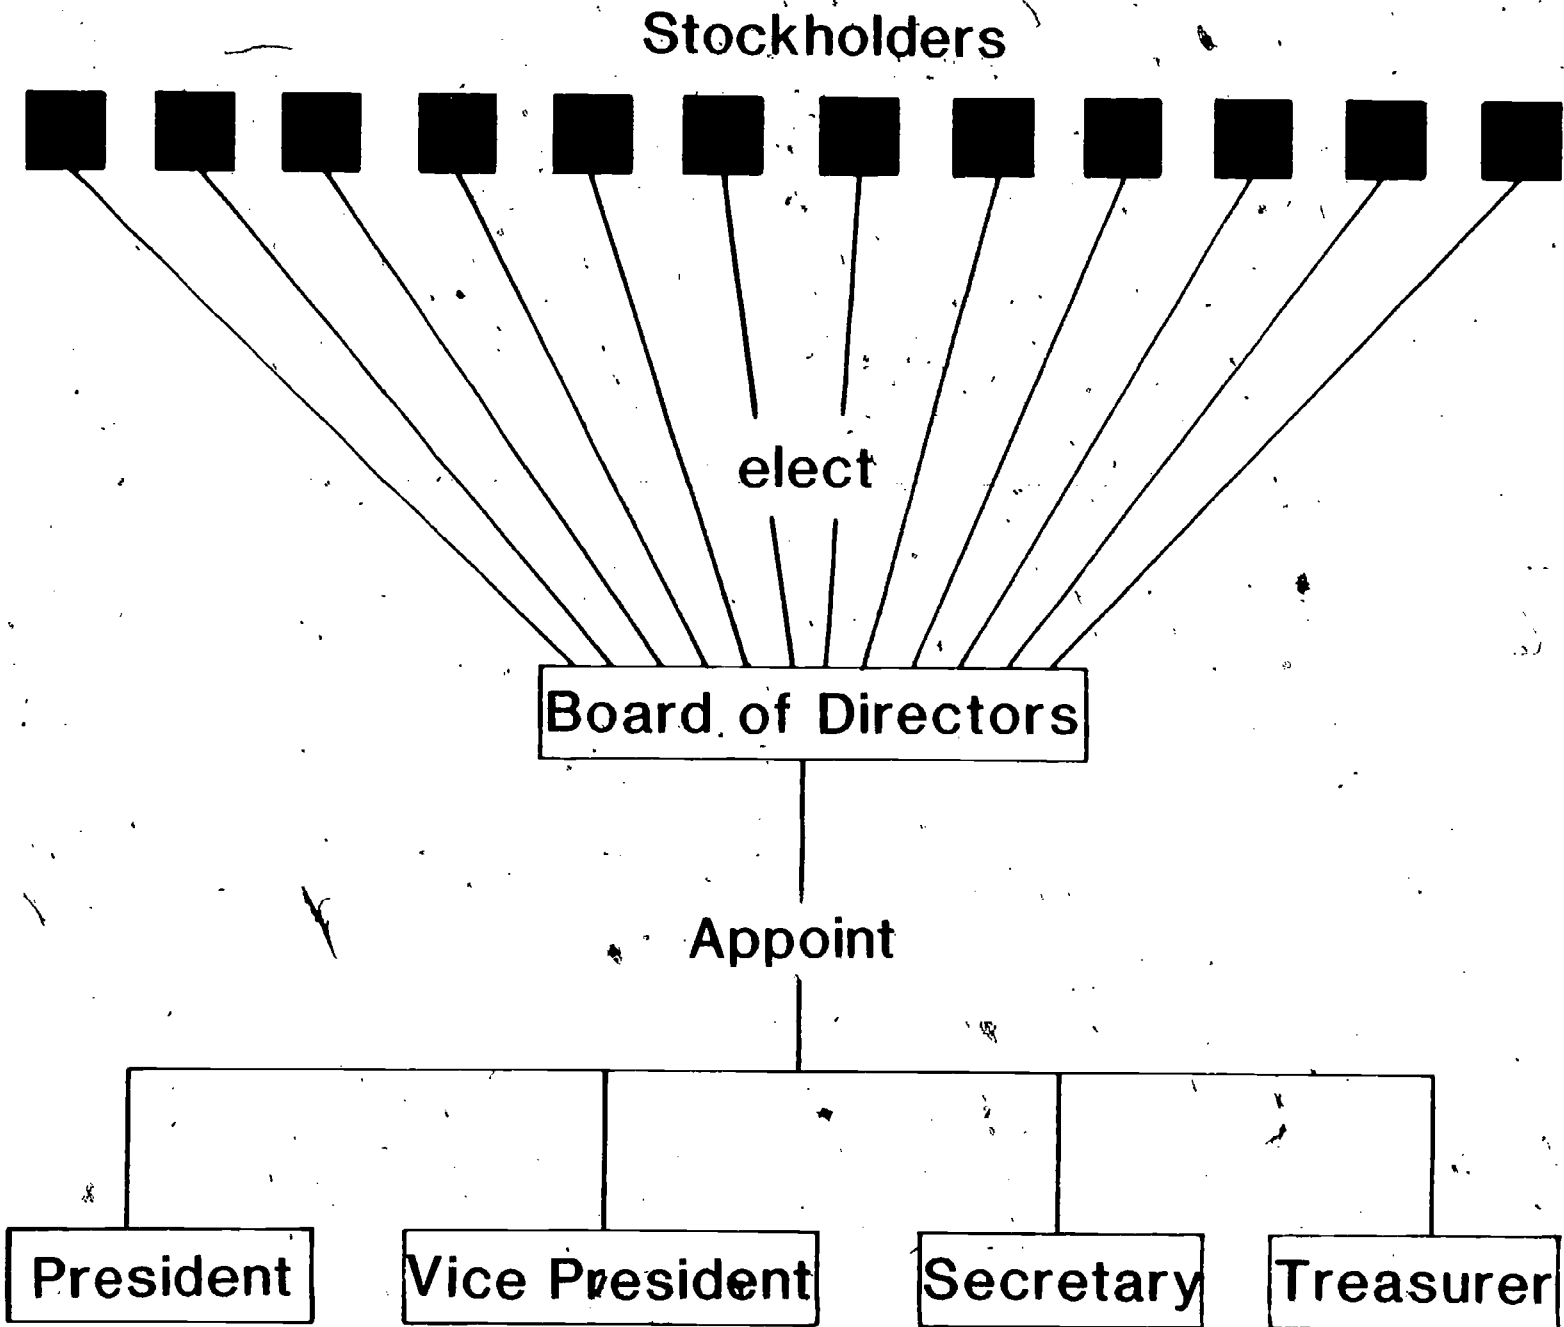 Stockholders
elect
Board of Directors
Appoint
President Vice President Secretary Treasurer